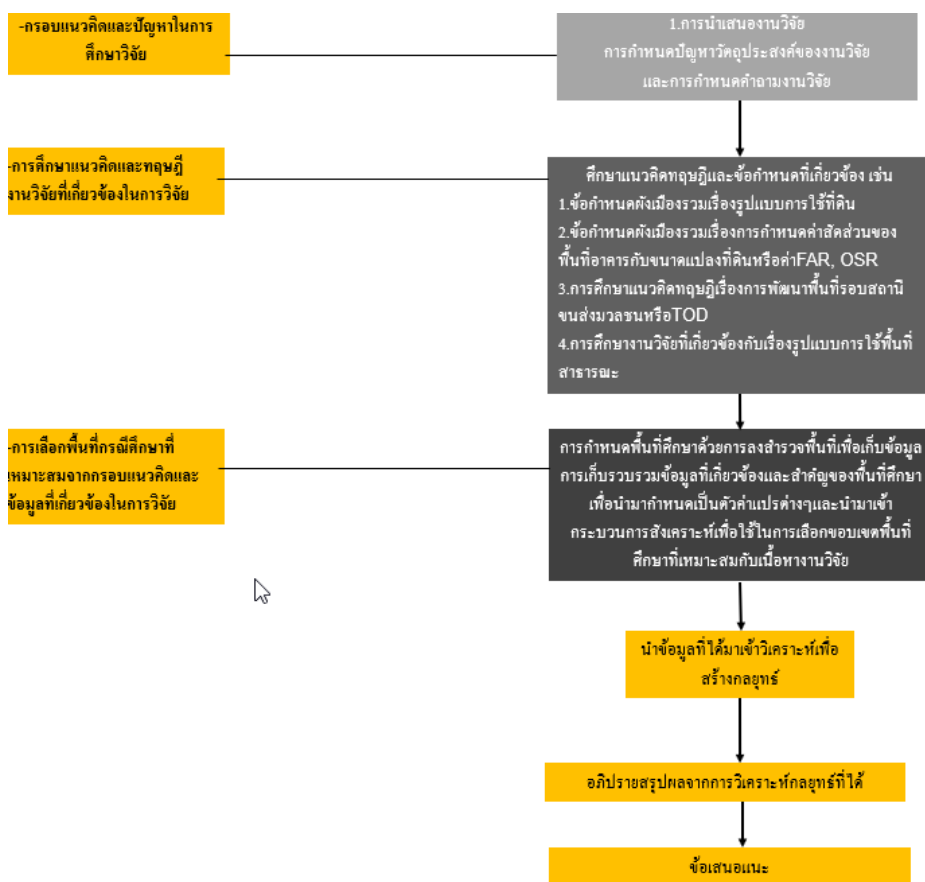 -กรอบแนวคิดและปัญหาในการ
ศึกษาวิจัย
1.การนำเสนองานวิจัย
การกำหนดปัญหาวัตถุประสงค์ของงานวิจัย
และการกำหนดคำถามงานวิจัย
-การศึกษาแนวคิดและทฤษฎี
งานวิจัยที่เกี่ยวข้องในการวิจัย
ศึกษาแนวคิดทฤษฎีและข้อกำหนดที่เกี่ยวข้อง เช่น
1.ข้อกำหนดผังเมืองรวมเรื่องรูปแบบการใช้ที่ดิน
2.ข้อกำหนดผังเมืองรวมเรื่องการกำหนดค่าสัดส่วนของ
พื้นที่อาคารกับขนาดแปลงที่ดินหรือค่าFAR, OSR
3.การศึกษาแนวคิดทฤษฎีเรื่องการพัฒนาพื้นที่รอบสถานี
ขนส่งมวลชนหรือTOD
4.การศึกษางานวิจัยที่เกี่ยวข้องกับเรื่องรูปแบบการใช้พื้นที่
สาธารณะ
-การเลือกพื้นที่กรณีศึกษาที่
เหมาะสมจากกรอบแนวคิดและ
ข้อมูลที่เกี่ยวข้องในการวิจัย
การกำหนดพื้นที่ศึกษาด้วยการลงสำรวจพื้นที่เพื่อเก็บข้อมูล
การเก็บรวบรวมข้อมูลที่เกี่ยวข้องและสำคัญของพื้นที่ศึกษา
เพื่อนำมากำหนดเป็นตัวค่าแปรต่างๆและนำมาเข้า
กระบวนการสังเคราะห์เพื่อใช้ในการเลือกขอบเขตพื้นที่
ศึกษาที่เหมาะสมกับเนื้อหางานวิจัย
นำข้อมูลที่ได้มาเข้าวิเคราะห์เพื่อ
สร้างกลยุทธ์
อภิปรายสรุปผลจากการวิเคราะห์กลยุทธ์ที่ได้
ข้อเสนอแนะ